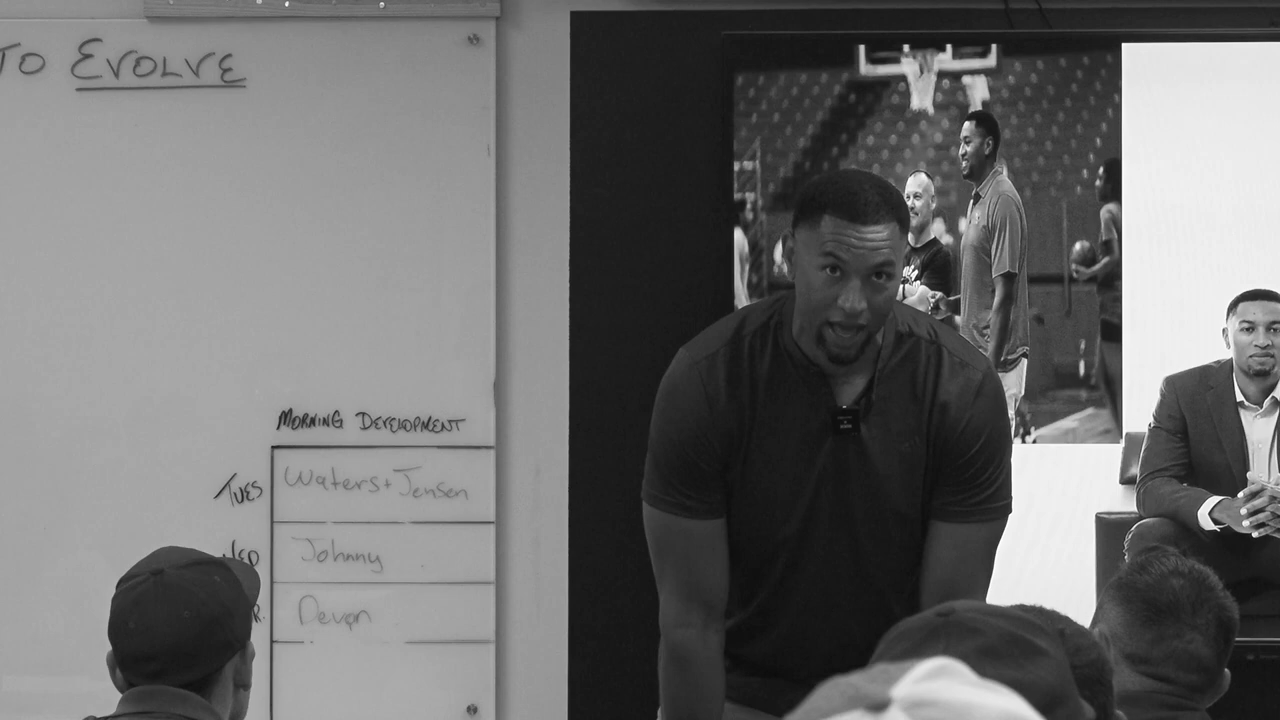 TO EVOLVE
MORNING DEVELOPMENT
TUES
Waters + Jensen
Johnny
Devon